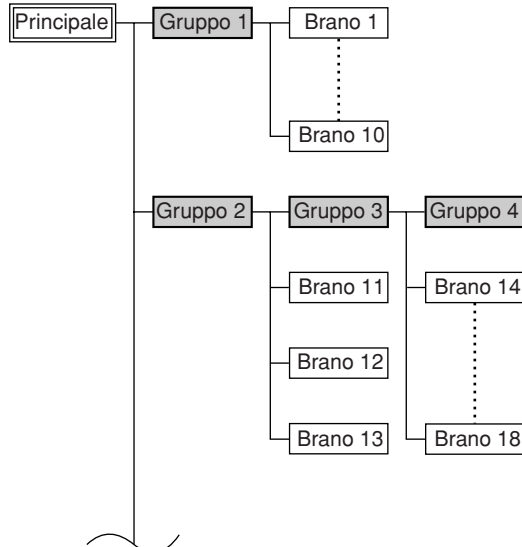 Principale
Gruppo 1
Brano 1
Brano 10
Gruppo 2
Gruppo 3
Gruppo 4
Brano 11
Brano 14
Brano 12
Brano 13
Brano 18